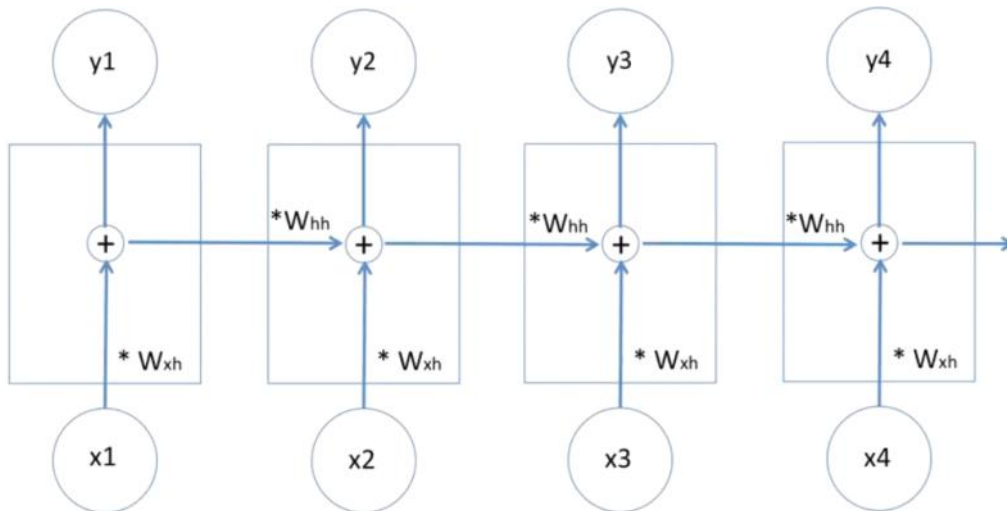 y1 y2 y3 y4
*Whh *Whh *Whh
+ + + +
* Wxh * Wxh * Wxh * Wxh
x1 x2 x3 x4